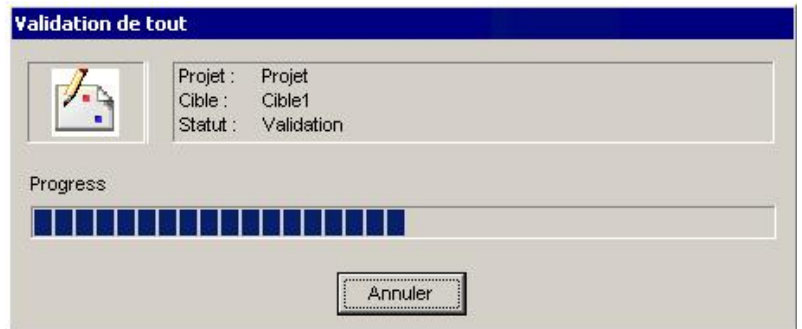 Validation de tout
Projet : Projet
Cible : Cible1
Statut : Validation
Progress
Annuler